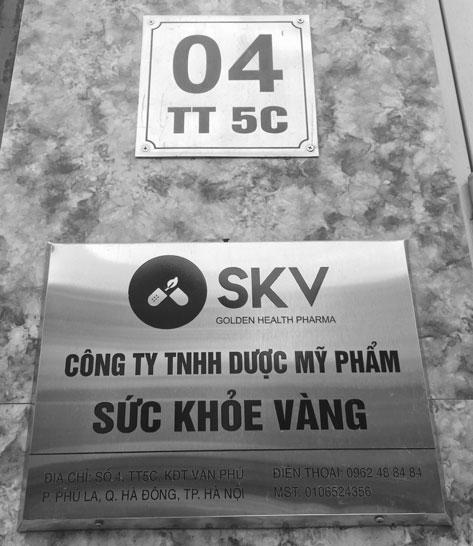 04
TT 5C
SKV
GOLDEN HEALTH PHARMA
CÔNG TY TNHH DƯỢC MỸ PHẨM
SỨC KHỎE VÀNG
ĐỊA CHỈ: SỐ 4, TT5C, KĐT VĂN PHÚ
P. PHÚ LA, Q. HÀ ĐÔNG, TP. HÀ NỘI
ĐIỆN THOẠI: 0962 48 84 84
MST: 0106524356